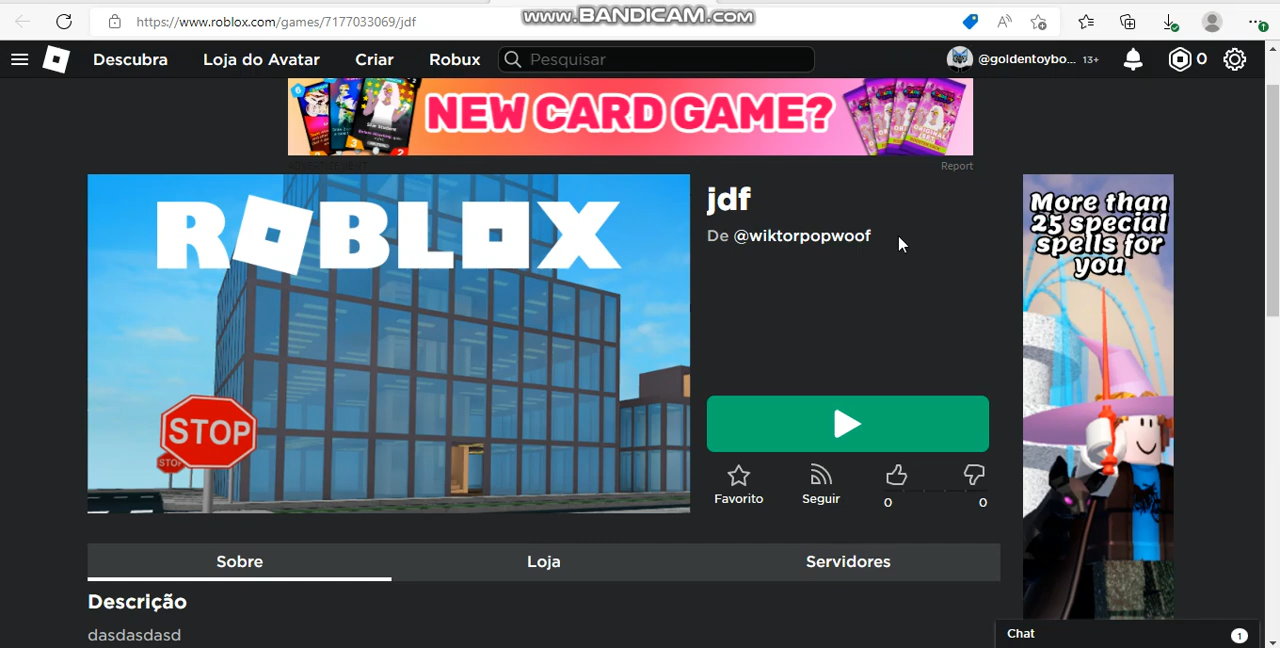 www.BANDICAM.com
https://www.roblox.com/games/7177033069/jdf
Descubra
Loja do Avatar
Criar
Robux
Pesquisar
@goldentoybo... 13+
0
NEW CARD GAME?
ADVERTISEMENT
Report
ROBLOX
STOP
STOP
jdf
De @wiktorpopwoof
Favorito
Seguir
0
0
More than
25 special
spells for
you
Sobre
Loja
Servidores
Descrição
dasdasdasd
Chat
1